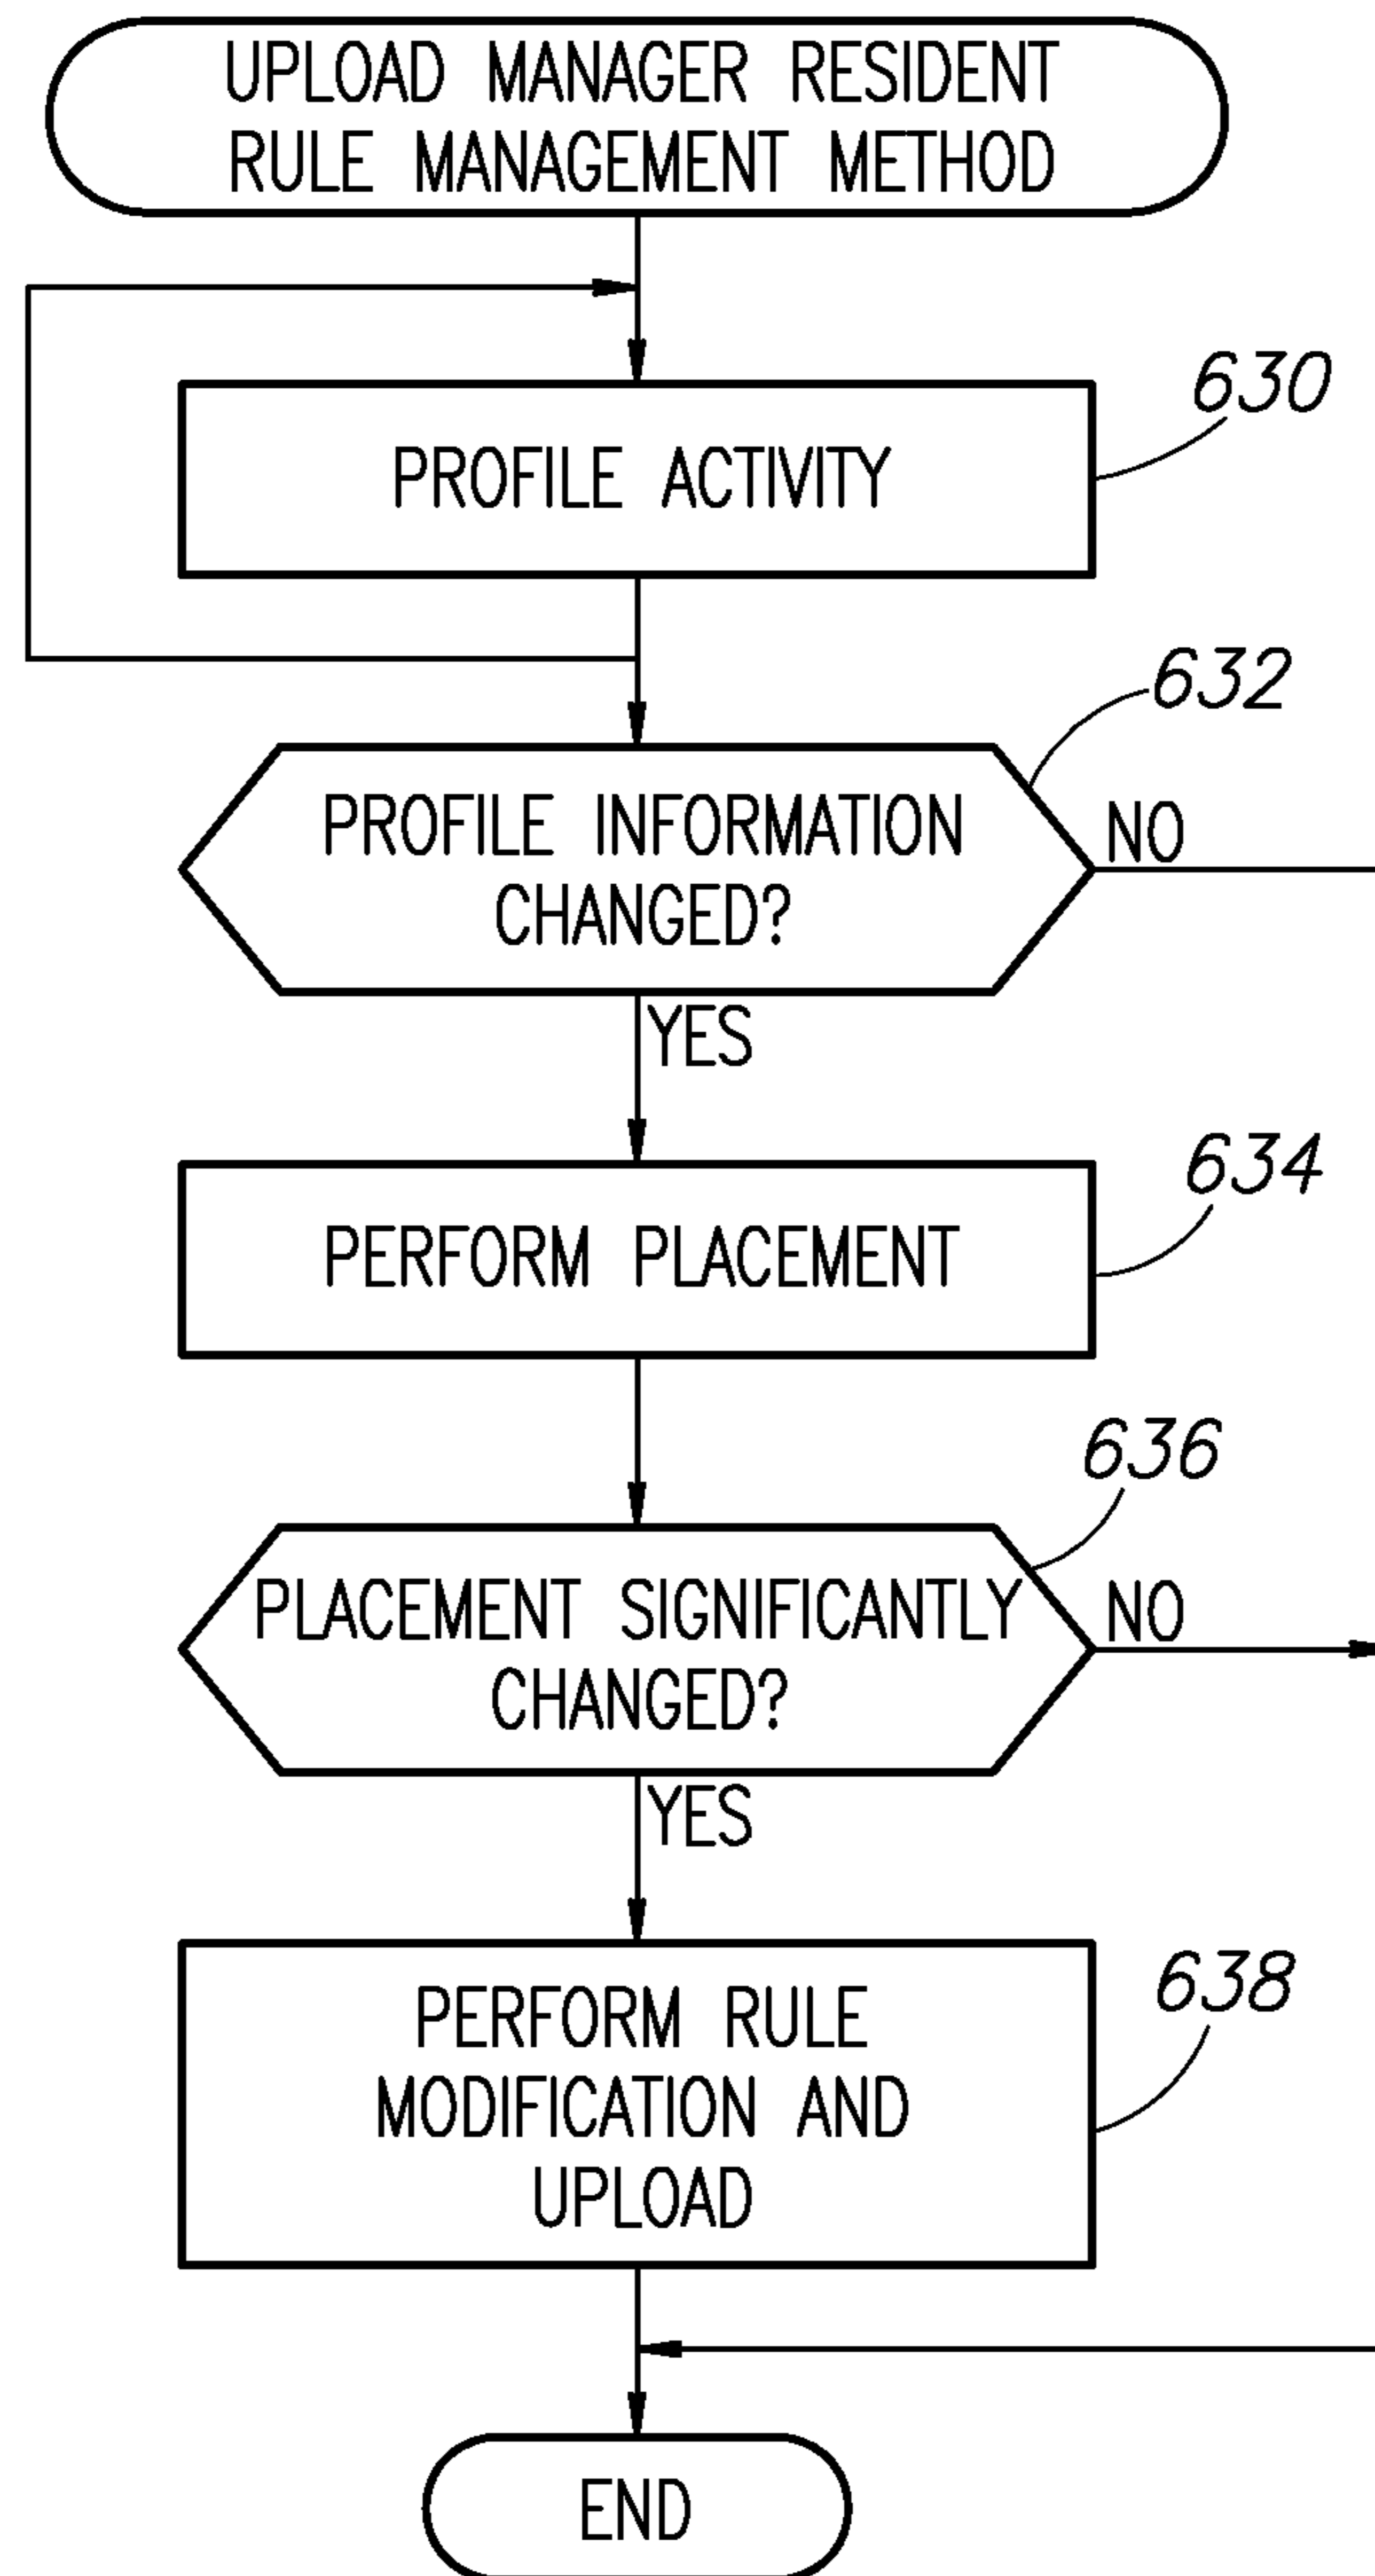 UPLOAD MANAGER RESIDENT
RULE MANAGEMENT METHOD
630
PROFILE ACTIVITY
632
PROFILE INFORMATION
CHANGED?
NO
YES
634
PERFORM PLACEMENT
636
PLACEMENT SIGNIFICANTLY
CHANGED?
NO
YES
638
PERFORM RULE
MODIFICATION AND
UPLOAD
END